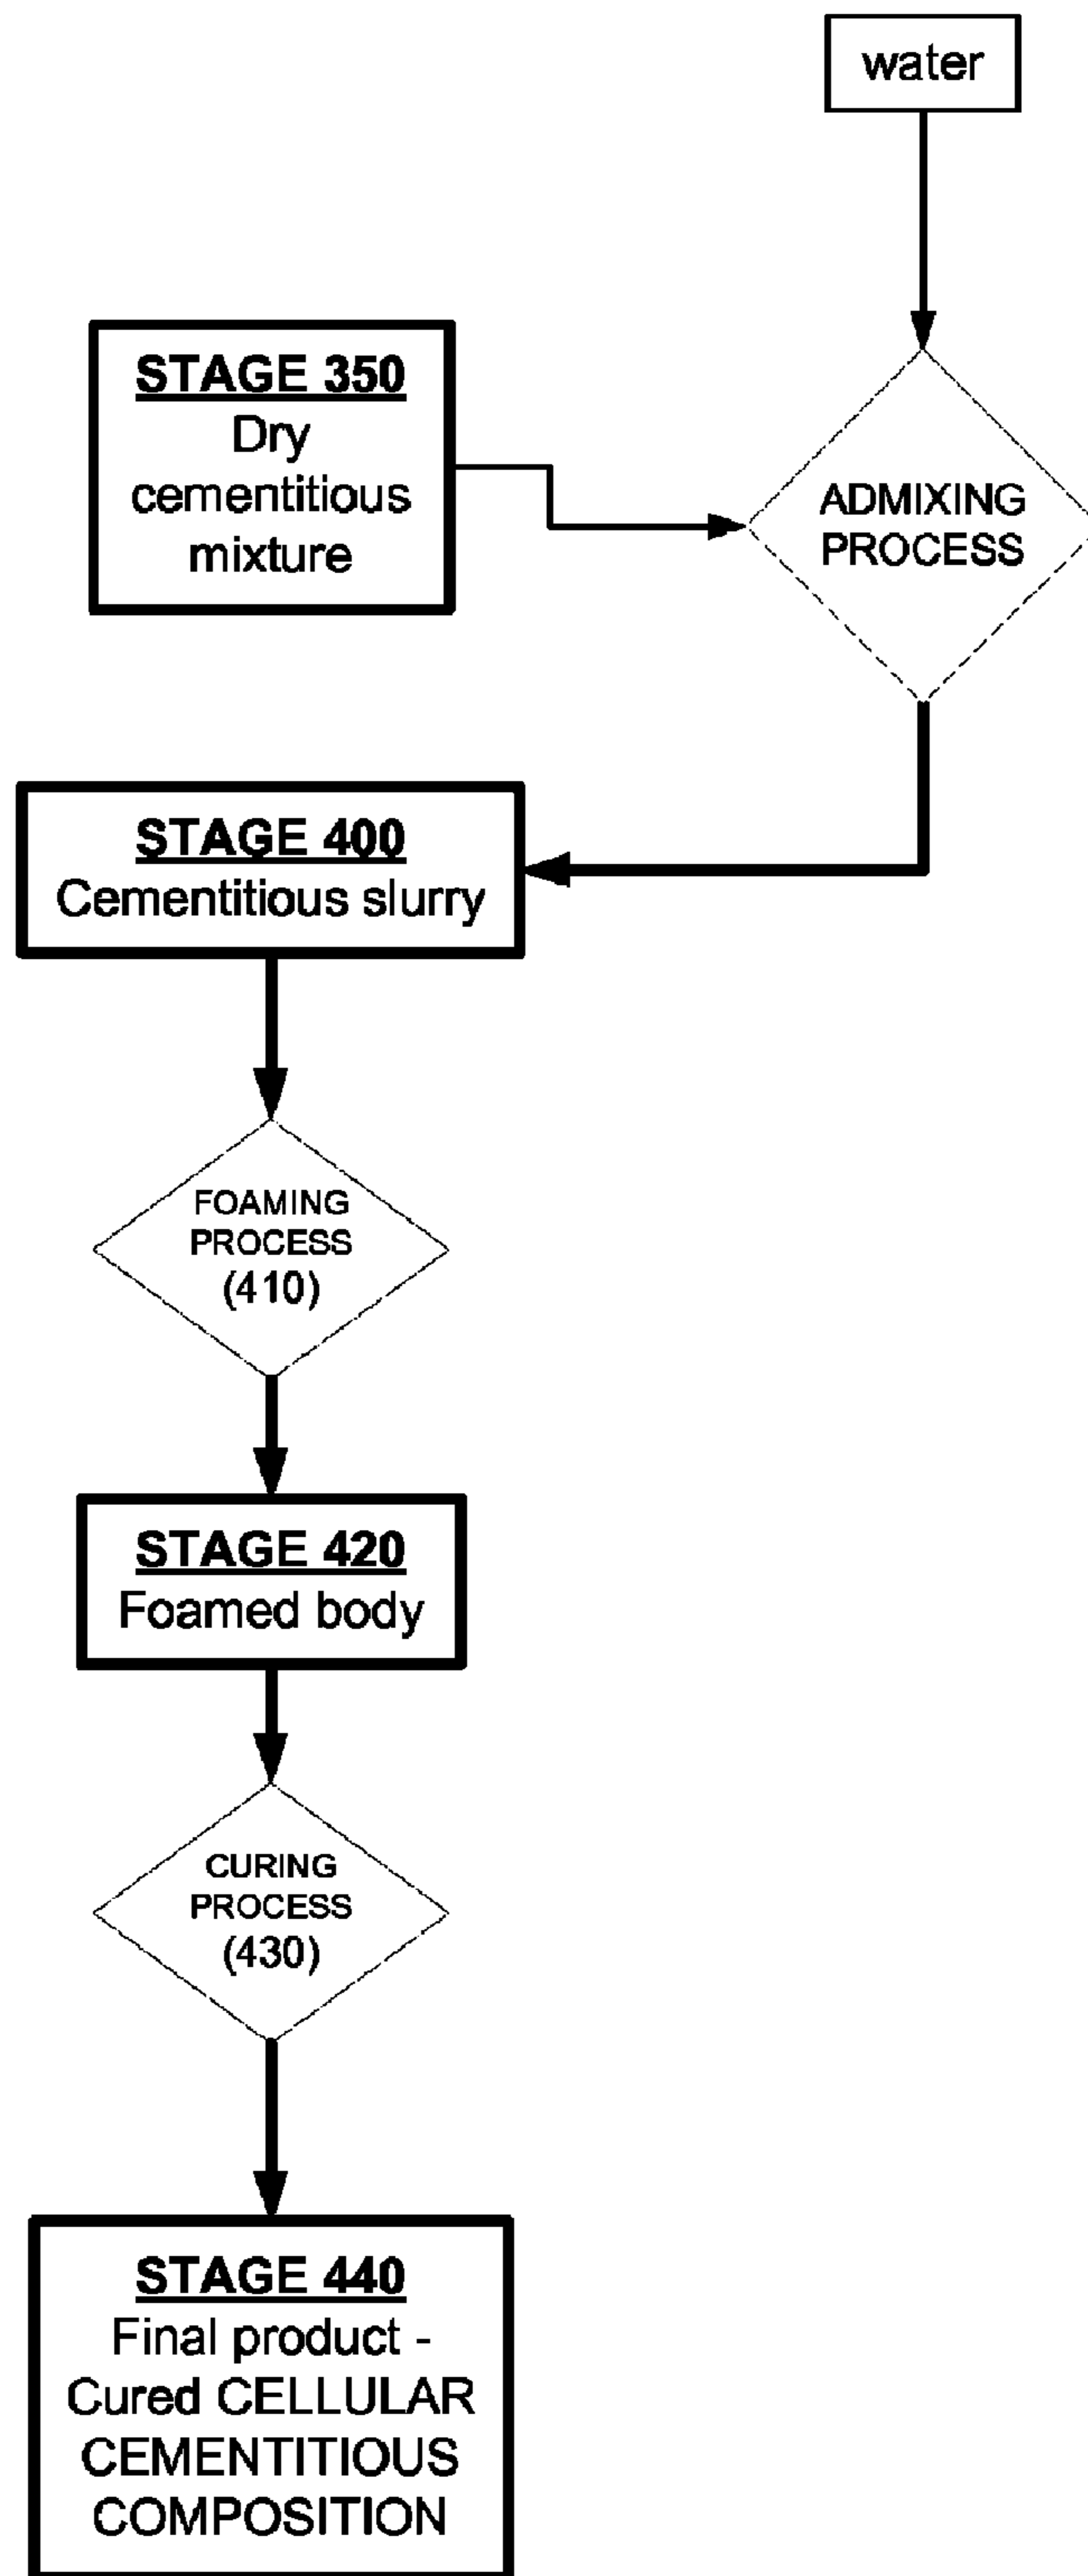 water
STAGE 350
Dry
cementitious
mixture
ADMIXING
PROCESS
STAGE 400
Cementitious slurry
FOAMING
PROCESS
(410)
STAGE 420
Foamed body
CURING
PROCESS
(430)
STAGE 440
Final product -
Cured CELLULAR
CEMENTITIOUS
COMPOSITION